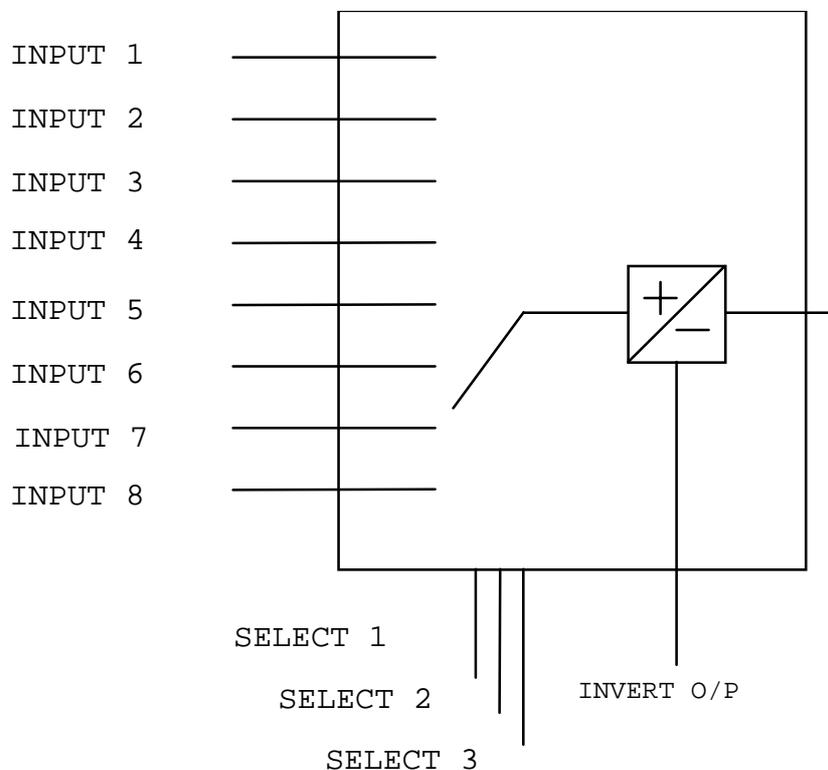 INPUT 1
INPUT 2
INPUT 3
INPUT 4
INPUT 5
INPUT 6
INPUT 7
INPUT 8
+
−
SELECT 1
SELECT 2
INVERT O/P
SELECT 3